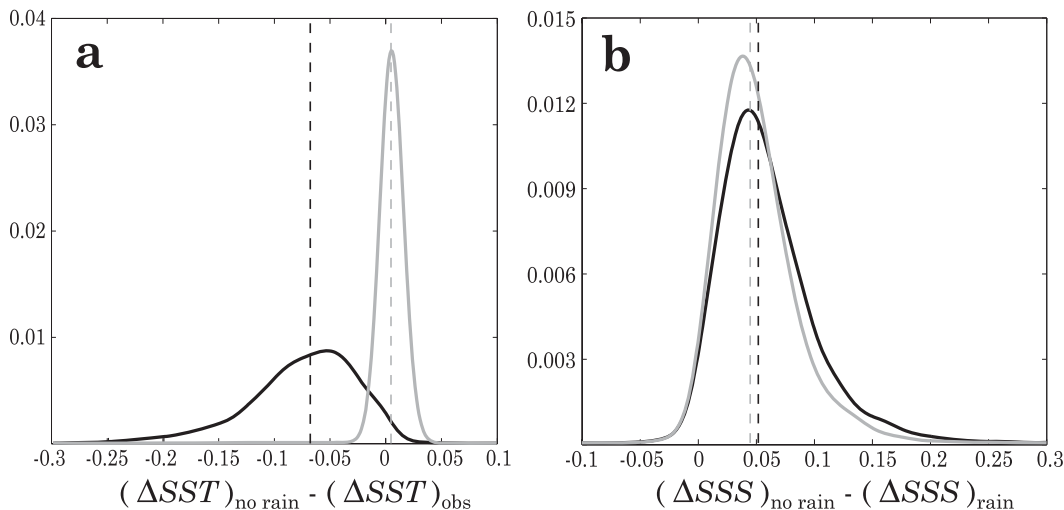 a
0.04
0.03
0.02
0.01
-0.3 -0.25 -0.2 -0.15 -0.1 -0.05 0 0.05 0.1
( ΔSST )no rain - ( ΔSST )obs
b
0.015
0.012
0.009
0.006
0.003
-0.1 -0.05 0 0.05 0.1 0.15 0.2 0.25 0.3
( ΔSSS )no rain - ( ΔSSS )rain